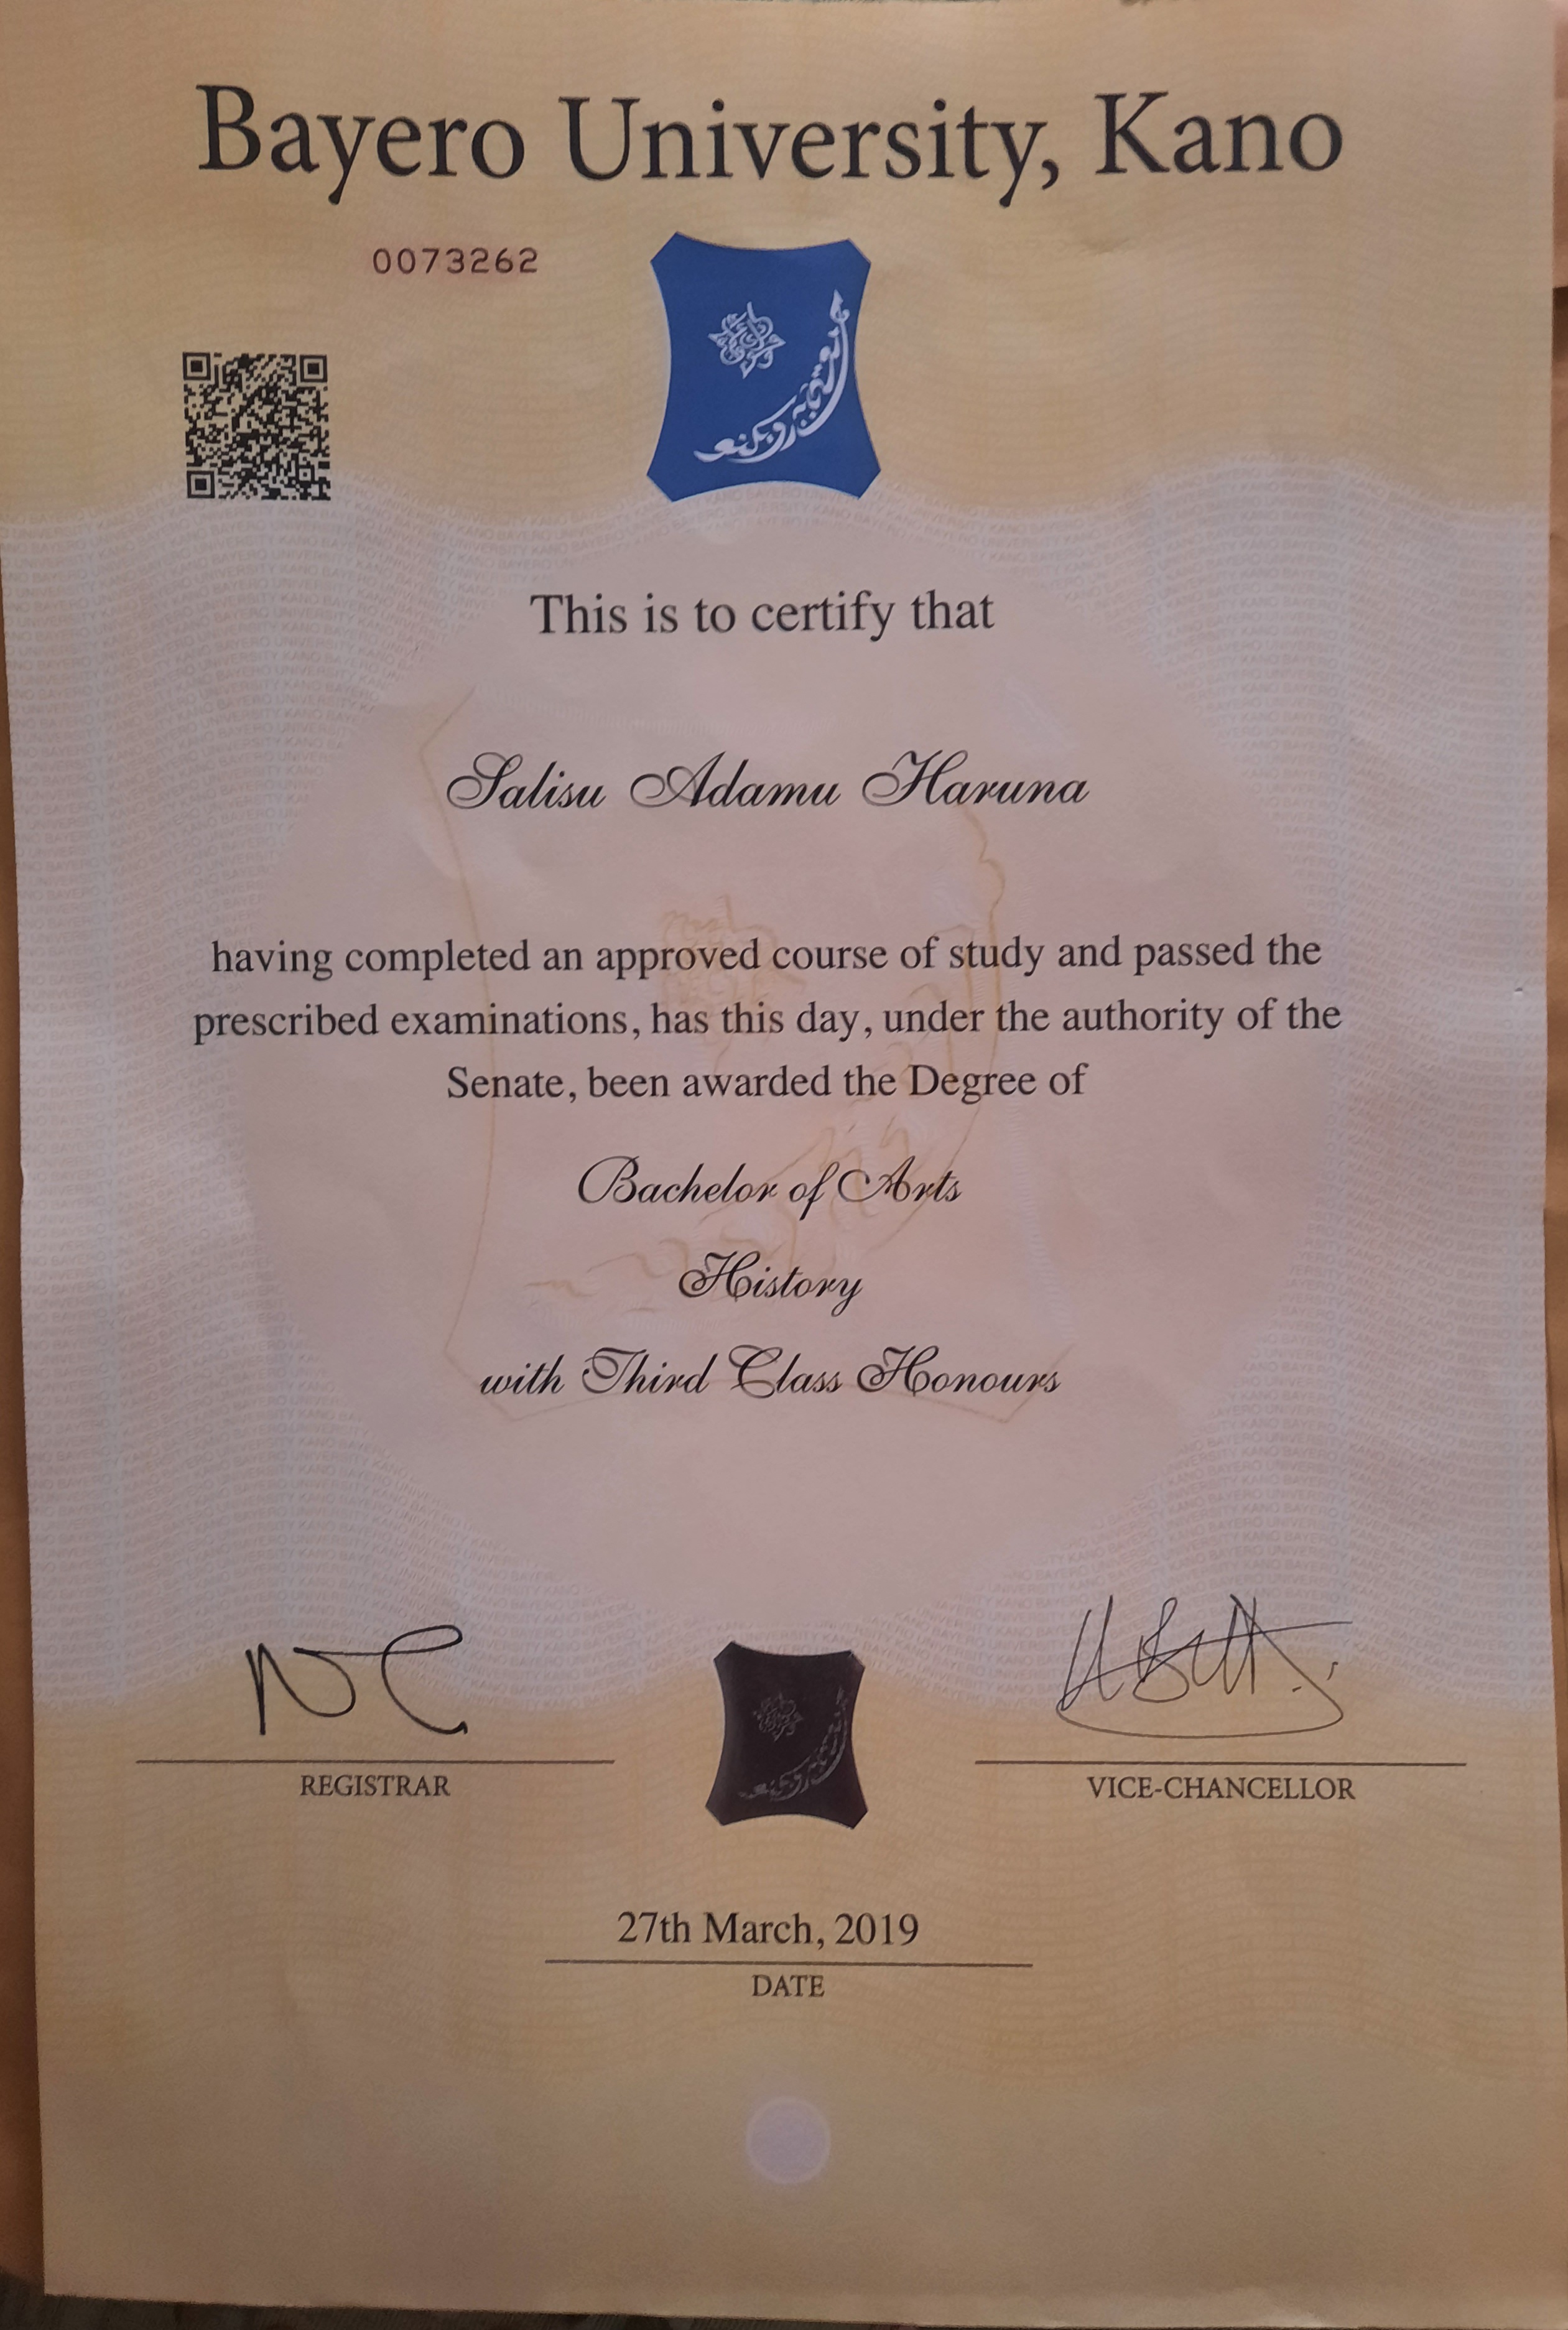 Bayero University, Kano
0073262
This is to certify that
Salisu Adamu Haruna
having completed an approved course of study and passed the
prescribed examinations, has this day, under the authority of the
Senate, been awarded the Degree of
Bachelor of Arts
History
with Third Class Honours
REGISTRAR
VICE-CHANCELLOR
27th March, 2019
DATE